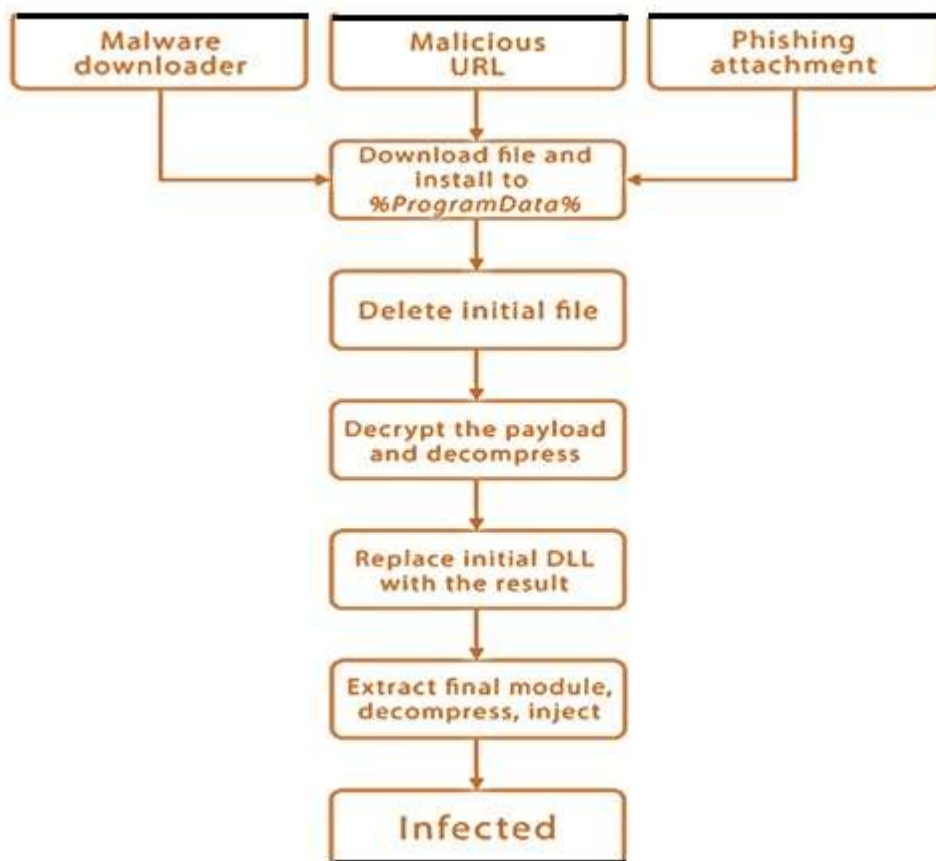 Malware
downloader
Malicious
URL
Phishing
attachment
Download file and
install to
%ProgramData%
Delete initial file
Decrypt the payload
and decompress
Replace initial DLL
with the result
Extract final module,
decompress, inject
Infected